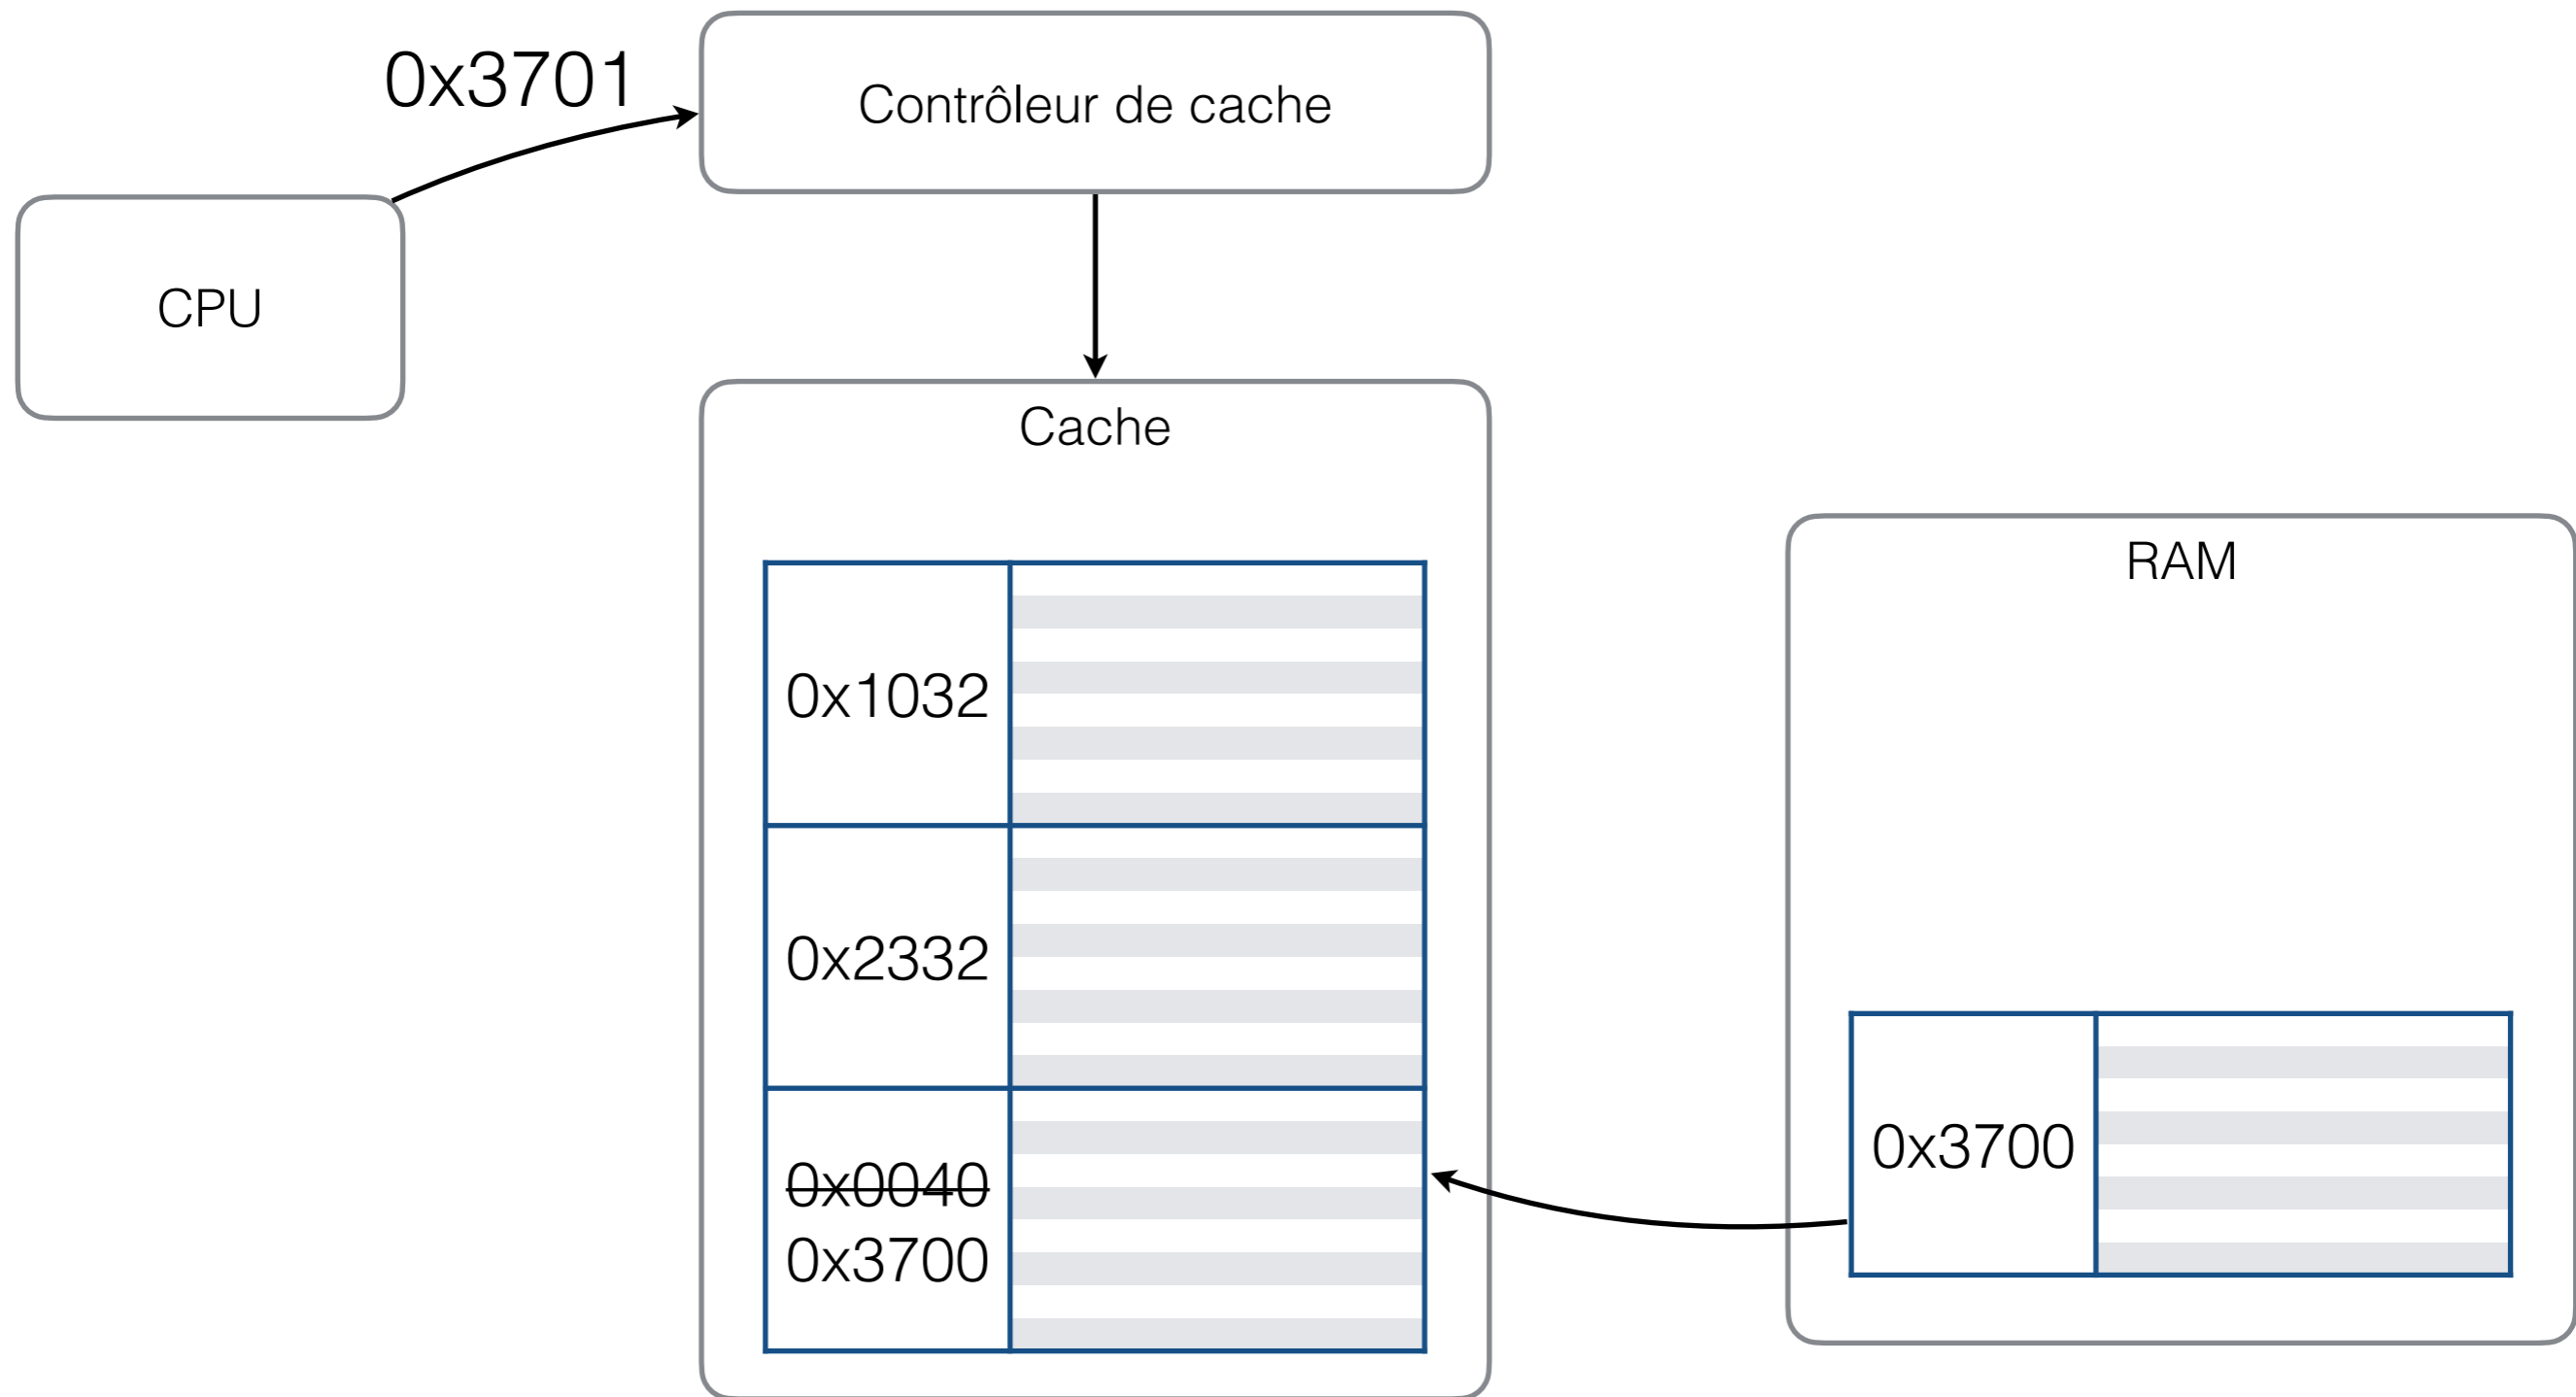 0x3701
Contrôleur de cache
CPU
Cache
RAM
0x1032
0x2332
0x0040
0x3700
0x3700